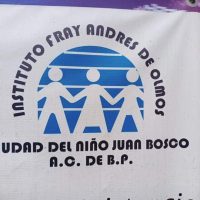 INSTITUTO FRAY ANDRES DE OLMOS
UDAD DEL NIÑO JUAN BOSCO
A.C. DE B.P.